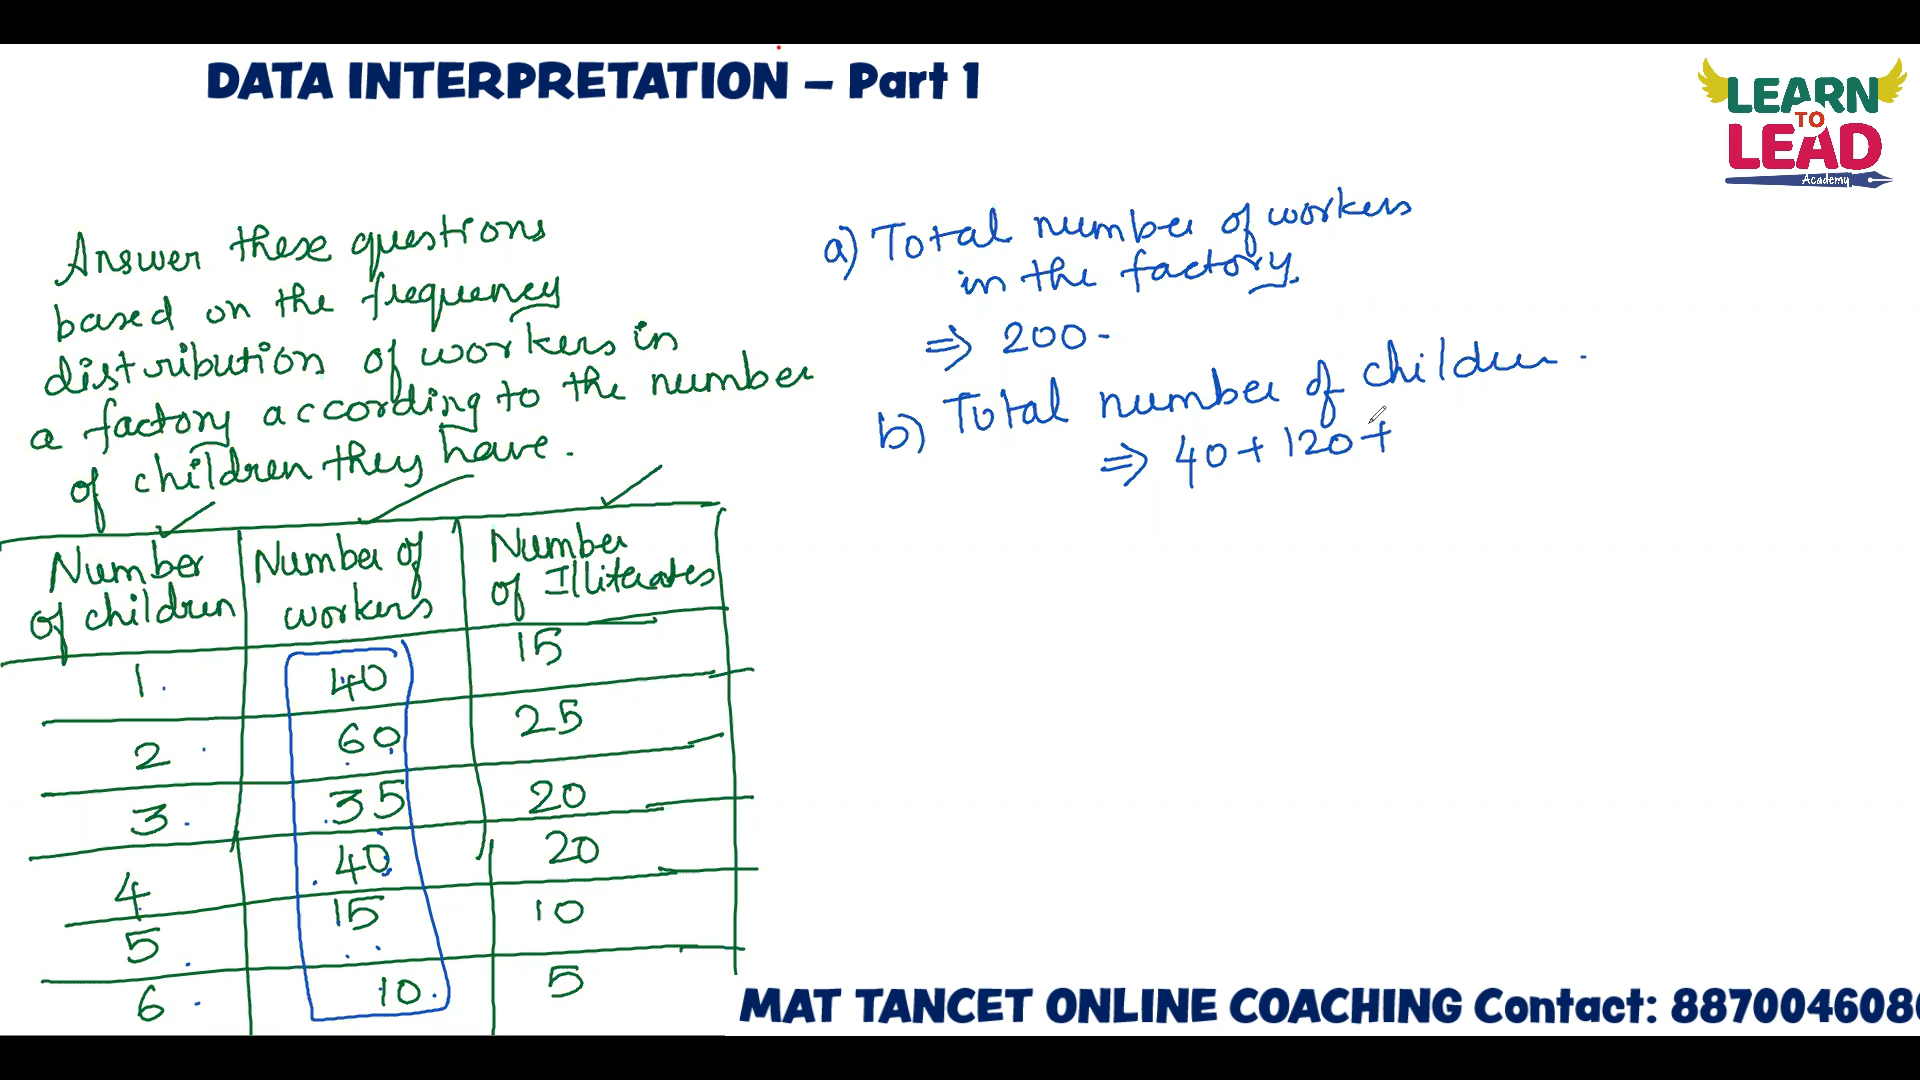 DATA INTERPRETATION – Part 1
LEARN
TO
LEAD
Academy
Answer these questions
based on the frequency
distribution of workers in
a factory according to the number
of children they have.
Number of children | Number of workers | Number of Illiterates
1 | 40 | 15
2 | 60 | 25
3 | 35 | 20
4 | 40 | 20
5 | 15 | 10
6 | 10 | 5
a) Total number of workers
in the factory.
⇒ 200
b) Total number of children.
⇒ 40 + 120 +
MAT TANCET ONLINE COACHING Contact: 887004608